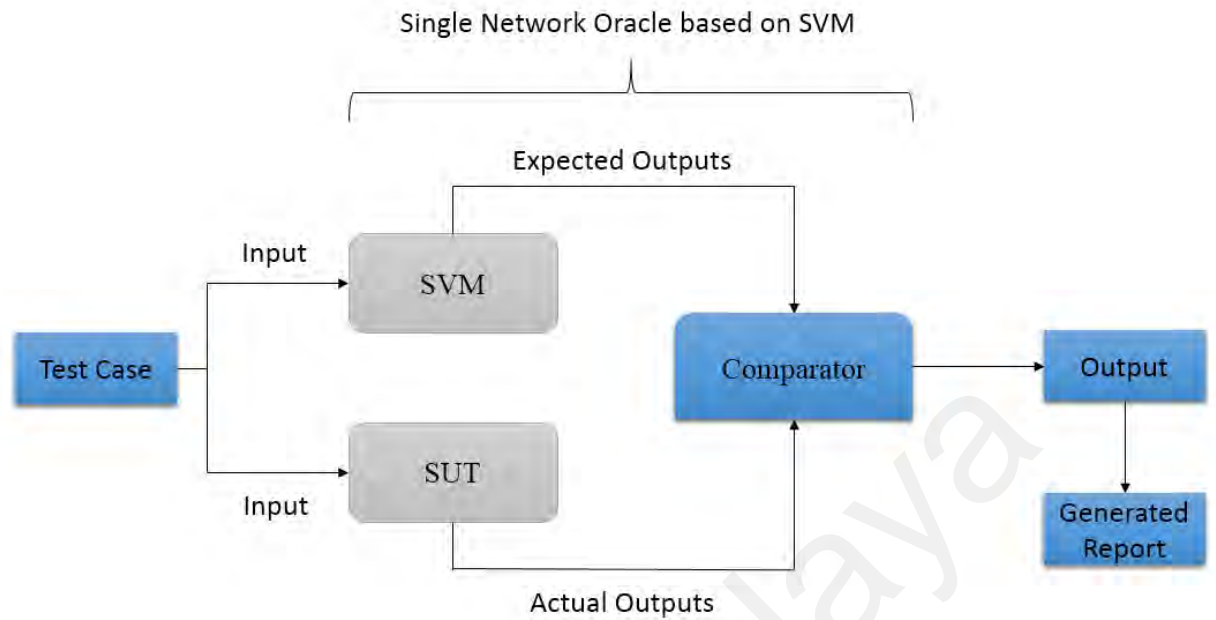 Single Network Oracle based on SVM
Expected Outputs
Input
SVM
Test Case
Comparator
Output
SUT
Input
Generated
Report
Actual Outputs
laya